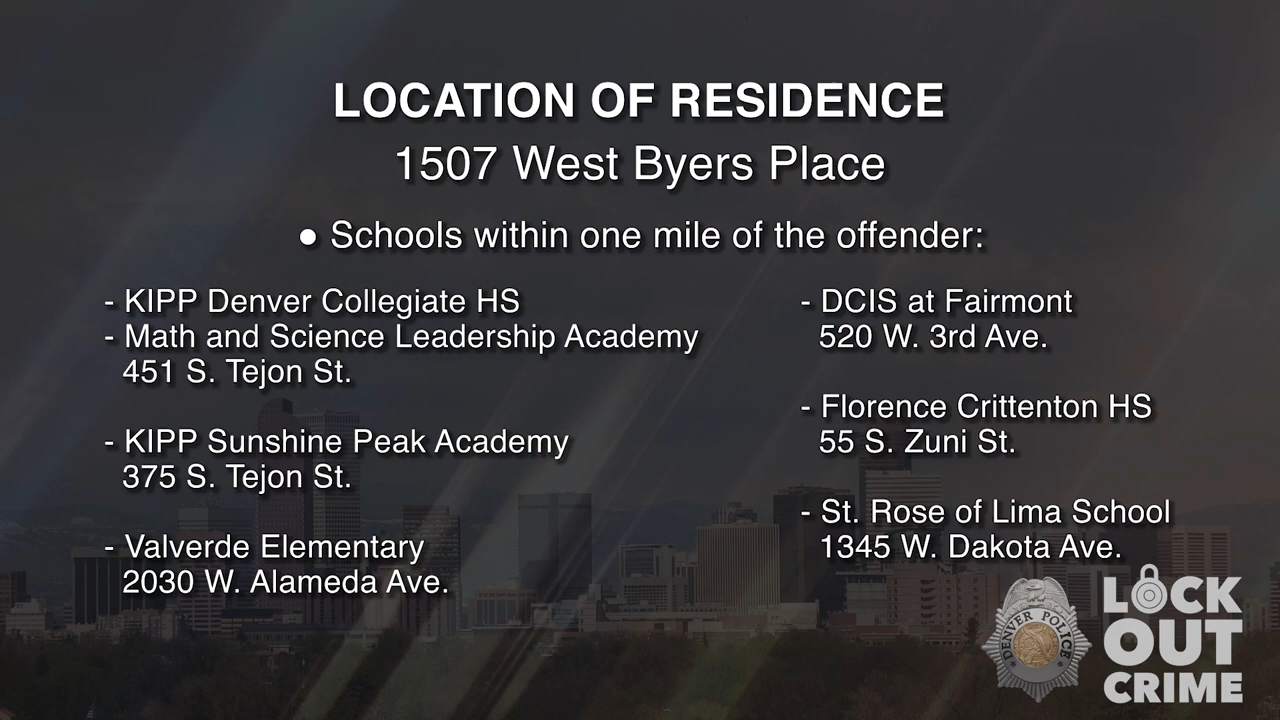 LOCATION OF RESIDENCE
1507 West Byers Place
● Schools within one mile of the offender:
- KIPP Denver Collegiate HS
- Math and Science Leadership Academy
451 S. Tejon St.
- KIPP Sunshine Peak Academy
375 S. Tejon St.
- Valverde Elementary
2030 W. Alameda Ave.
- DCIS at Fairmont
520 W. 3rd Ave.
- Florence Crittenton HS
55 S. Zuni St.
- St. Rose of Lima School
1345 W. Dakota Ave.
DENVER POLICE
LOCK
OUT
CRIME